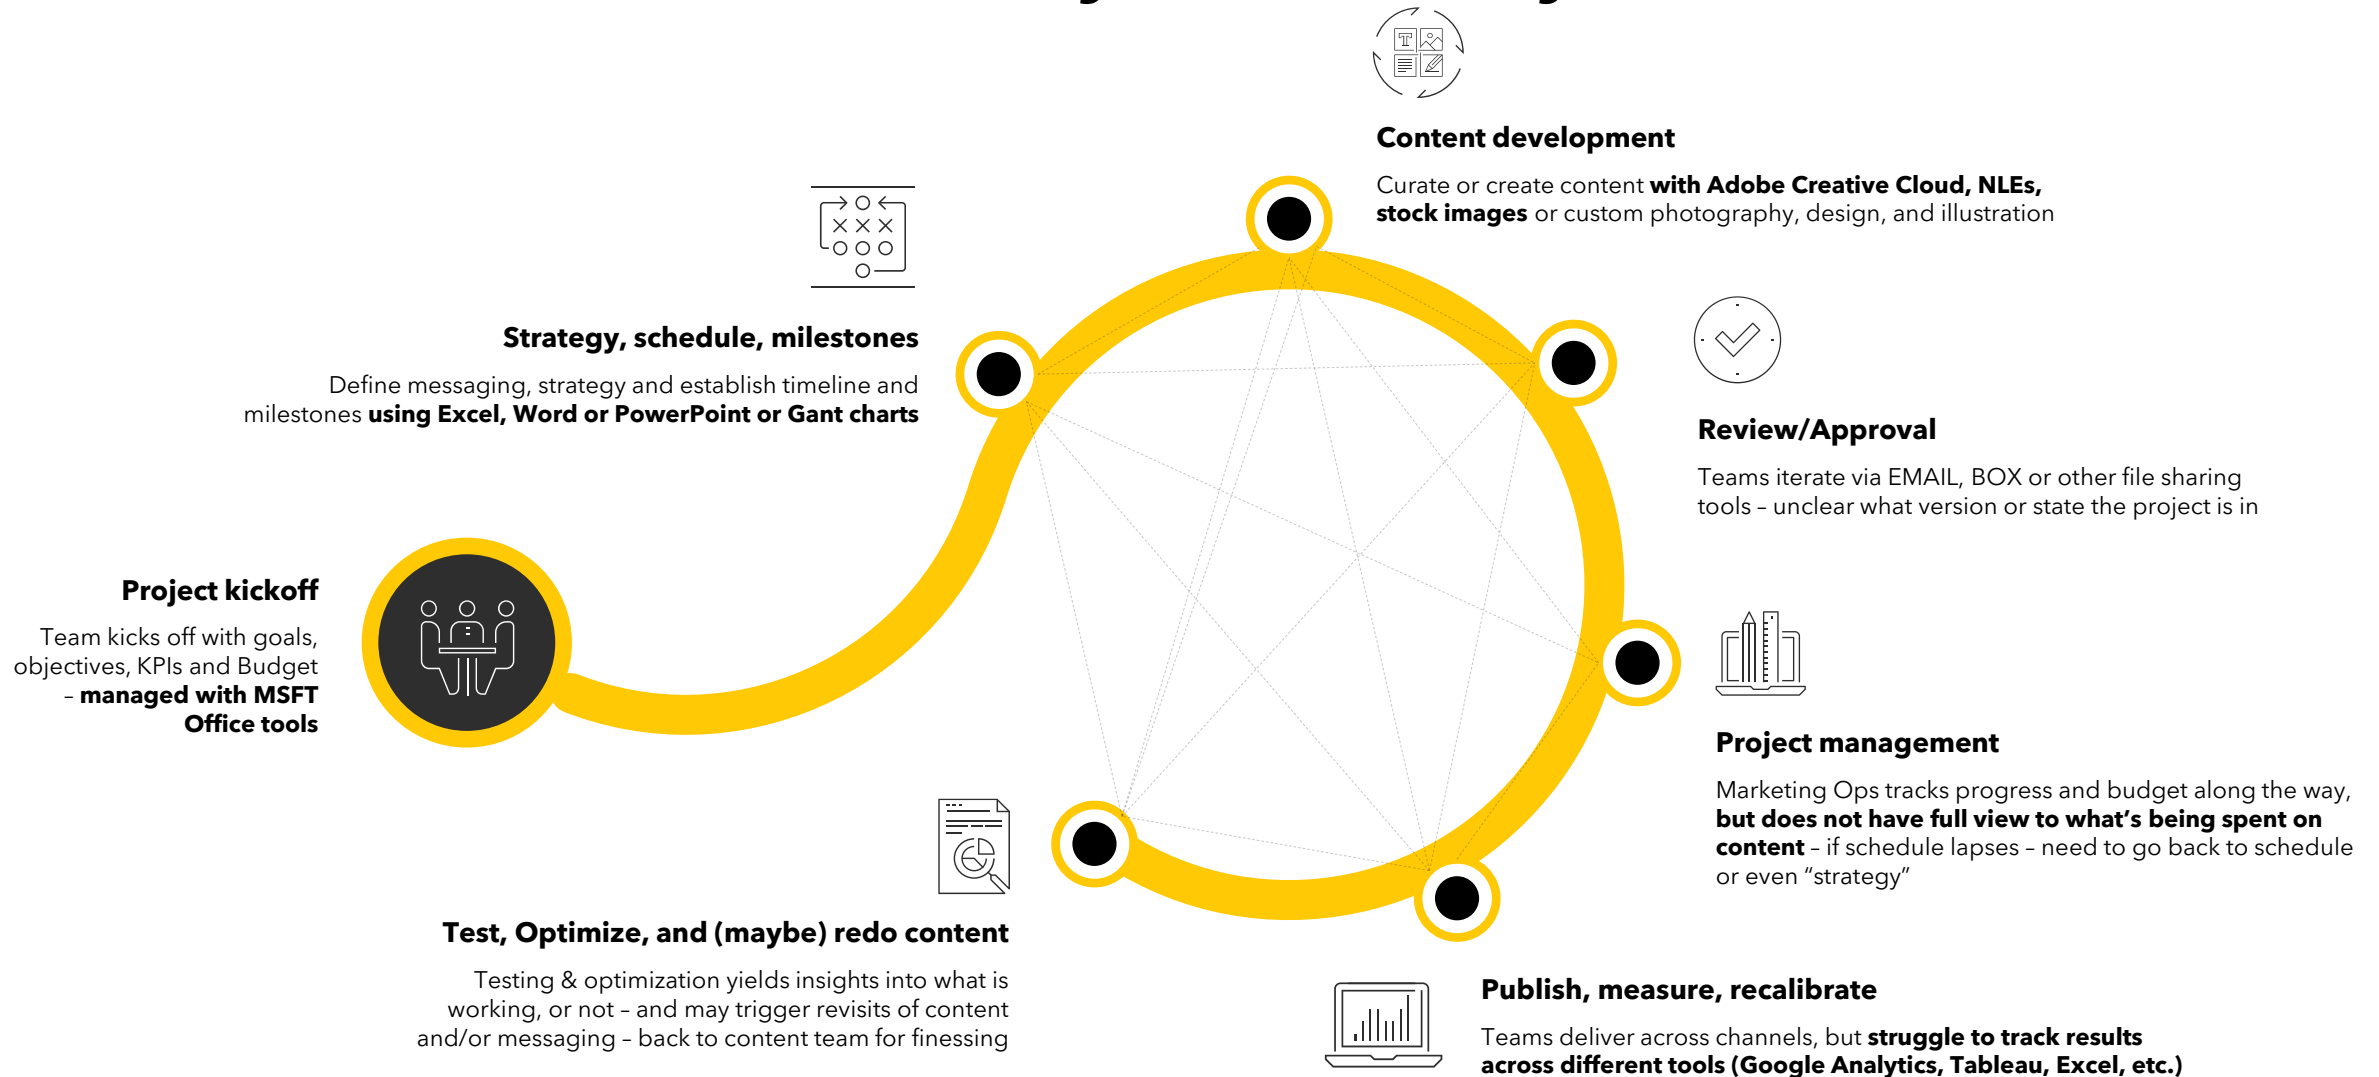 Content development
Curate or create content with Adobe Creative Cloud, NLEs,
stock images or custom photography, design, and illustration
Strategy, schedule, milestones
Define messaging, strategy and establish timeline and
milestones using Excel, Word or PowerPoint or Gant charts
Review/Approval
Teams iterate via EMAIL, BOX or other file sharing
tools – unclear what version or state the project is in
Project kickoff
Team kicks off with goals,
objectives, KPIs and Budget
– managed with MSFT
Office tools
Project management
Marketing Ops tracks progress and budget along the way,
but does not have full view to what’s being spent on
content – if schedule lapses – need to go back to schedule
or even “strategy”
Test, Optimize, and (maybe) redo content
Testing & optimization yields insights into what is
working, or not – and may trigger revisits of content
and/or messaging – back to content team for finessing
Publish, measure, recalibrate
Teams deliver across channels, but struggle to track results
across different tools (Google Analytics, Tableau, Excel, etc.)